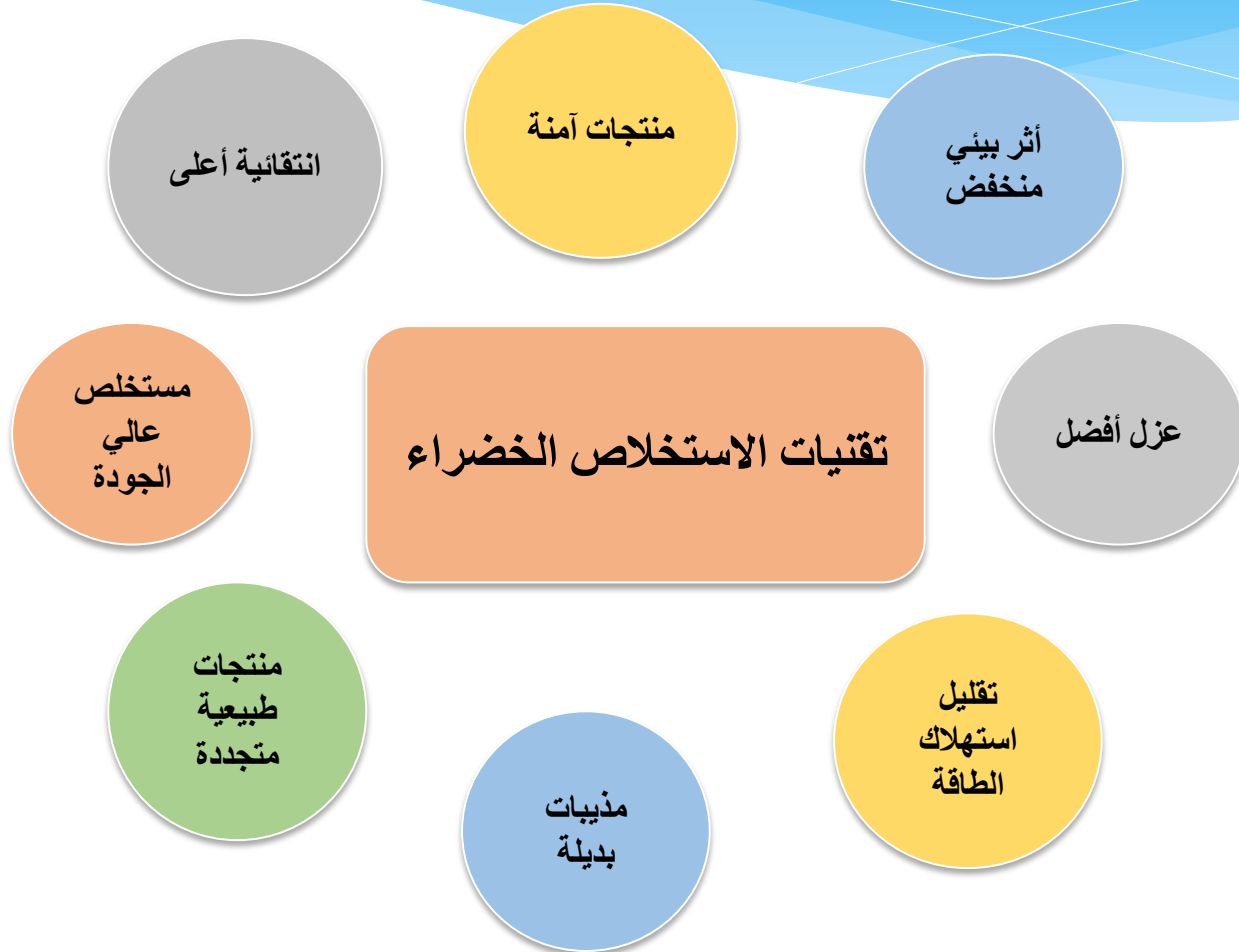 منتجات آمنة
أثر بيئي
منخفض
انتقائية أعلى
عزل أفضل
تقنيات الاستخلاص الخضراء
مستخلص
عالي
الجودة
تقليل
استهلاك
الطاقة
منتجات
طبيعية
متجددة
مذيبات
بديلة